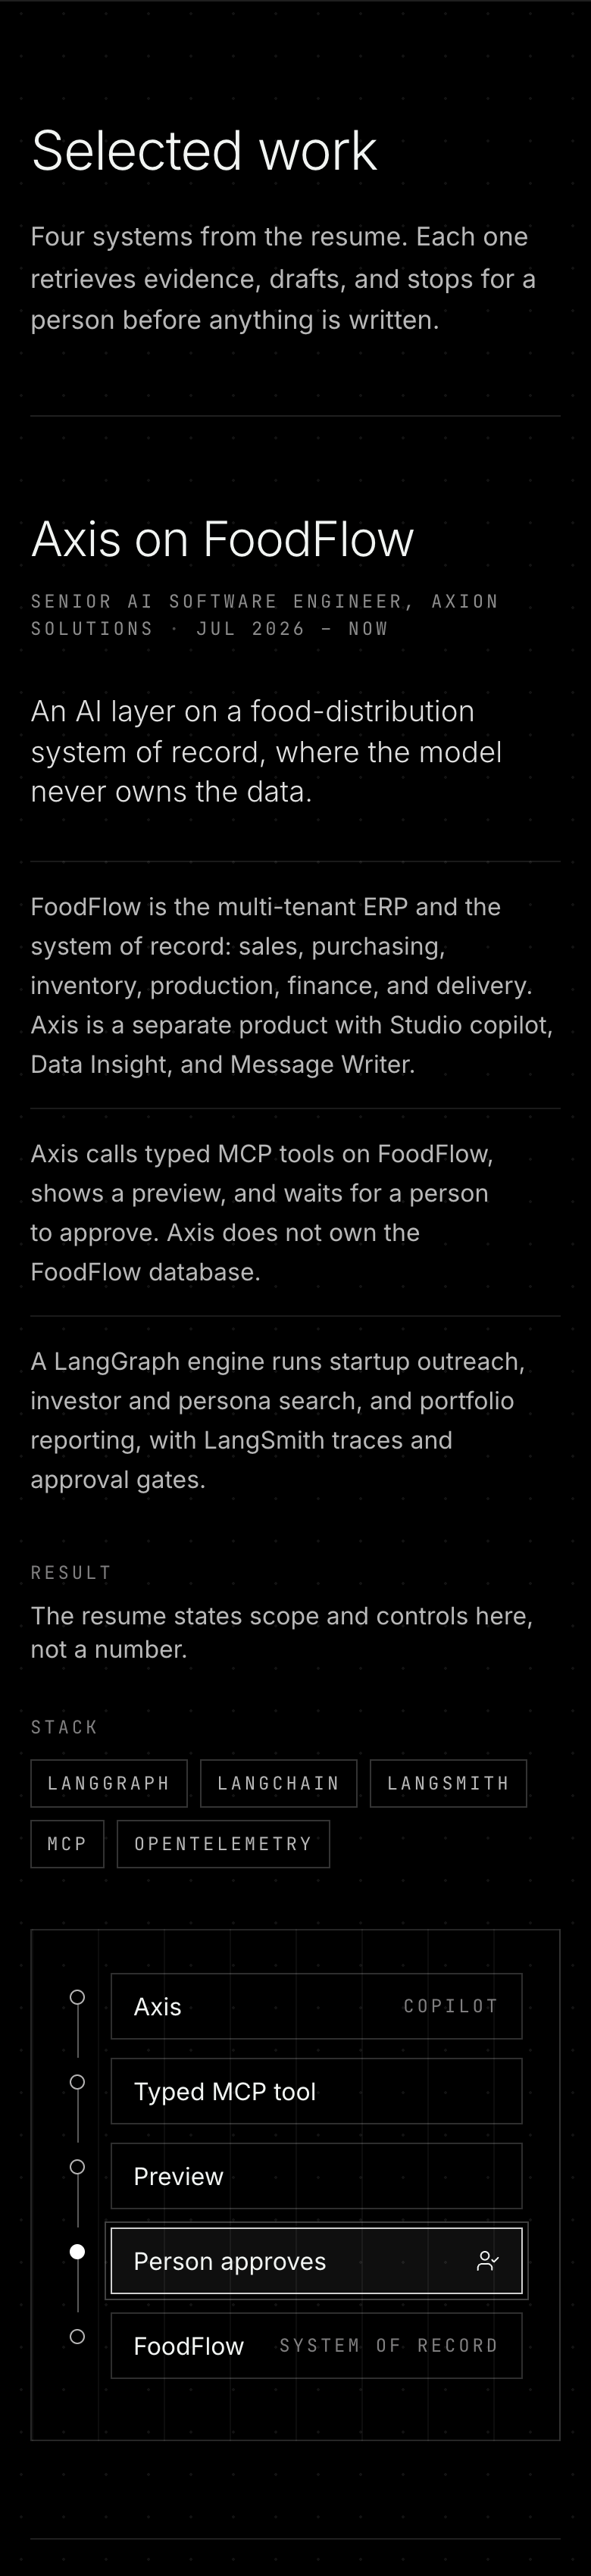 Selected work
Four systems from the resume. Each one
retrieves evidence, drafts, and stops for a
person before anything is written.
Axis on FoodFlow
SENIOR AI SOFTWARE ENGINEER, AXION
SOLUTIONS · JUL 2026 – NOW
An AI layer on a food-distribution
system of record, where the model
never owns the data.
FoodFlow is the multi-tenant ERP and the
system of record: sales, purchasing,
inventory, production, finance, and delivery.
Axis is a separate product with Studio copilot,
Data Insight, and Message Writer.
Axis calls typed MCP tools on FoodFlow,
shows a preview, and waits for a person
to approve. Axis does not own the
FoodFlow database.
A LangGraph engine runs startup outreach,
investor and persona search, and portfolio
reporting, with LangSmith traces and
approval gates.
RESULT
The resume states scope and controls here,
not a number.
STACK
LANGGRAPH LANGCHAIN LANGSMITH
MCP OPENTELEMETRY
Axis COPILOT
Typed MCP tool
Preview
Person approves
FoodFlow SYSTEM OF RECORD